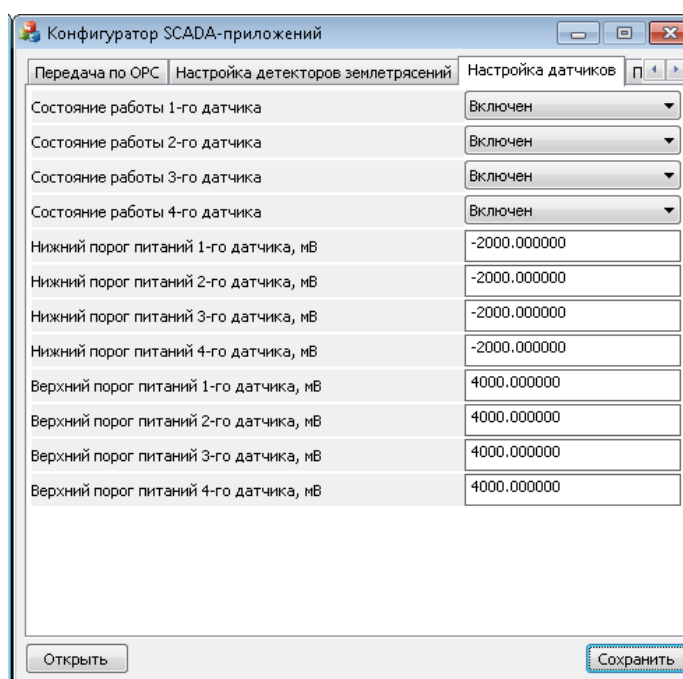 Конфигуратор SCADA-приложений
Передача по OPC Настройка детекторов землетрясений Настройка датчиков П
Состояние работы 1-го датчика Включен
Состояние работы 2-го датчика Включен
Состояние работы 3-го датчика Включен
Состояние работы 4-го датчика Включен
Нижний порог питаний 1-го датчика, мВ -2000.000000
Нижний порог питаний 2-го датчика, мВ -2000.000000
Нижний порог питаний 3-го датчика, мВ -2000.000000
Нижний порог питаний 4-го датчика, мВ -2000.000000
Верхний порог питаний 1-го датчика, мВ 4000.000000
Верхний порог питаний 2-го датчика, мВ 4000.000000
Верхний порог питаний 3-го датчика, мВ 4000.000000
Верхний порог питаний 4-го датчика, мВ 4000.000000
Открыть Сохранить